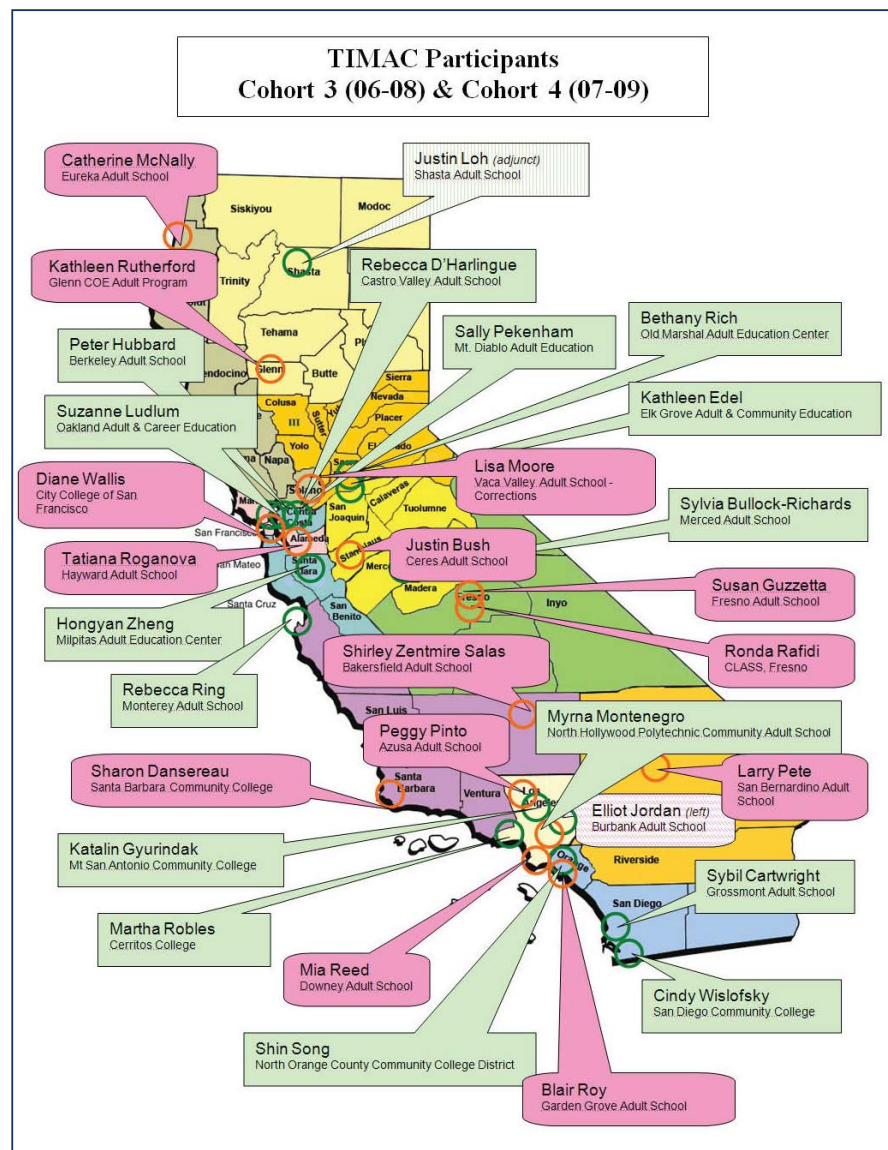 TIMAC Participants
Cohort 3 (06-08) & Cohort 4 (07-09)
Catherine McNally
Eureka Adult School
Justin Loh (adjunct)
Shasta Adult School
Siskiyou
Modoc
Kathleen Rutherford
Glenn COE Adult Program
Trinity
Shasta
Rebecca D'Harlingue
Castro Valley Adult School
Tehama
Sally Pekenham
Mt. Diablo Adult Education
Bethany Rich
Old Marshal Adult Education Center
Peter Hubbard
Berkeley Adult School
endocino
Glenn
Butte
Sierra
Nevada
Placer
Kathleen Edel
Elk Grove Adult & Community Education
Suzanne Ludlum
Oakland Adult & Career Education
Colusa
III
Sutter
Yolo
Napa
Solano
Diane Wallis
City College of San
Francisco
Lisa Moore
Vaca Valley Adult School -
Corrections
Calaveras
San
Joaquin
Tuolumne
Contra
Costa
Alameda
San Francisco
Sylvia Bullock-Richards
Merced Adult School
Tatiana Roganova
Hayward Adult School
Stanislaus
Justin Bush
Ceres Adult School
an Mateo
Santa
lara
Merc
Madera
Susan Guzzetta
Fresno Adult School
Santa Cruz
San
Benito
Fresno
Inyo
Hongyan Zheng
Milpitas Adult Education Center
Shirley Zentmire Salas
Bakersfield Adult School
Ronda Rafidi
CLASS, Fresno
Rebecca Ring
Monterey Adult School
San Luis
Peggy Pinto
Azusa Adult School
Myrna Montenegro
North Hollywood Polytechnic Community Adult School
Sharon Dansereau
Santa Barbara Community College
Santa
Barbara
Ventura
Los
Angeles
Larry Pete
San Bernardino Adult
School
Elliot Jordan (left)
Burbank Adult School
Katalin Gyurindak
Mt San Antonio Community College
Orange
Riverside
Sybil Cartwright
Grossmont Adult School
San Diego
Martha Robles
Cerritos College
Mia Reed
Downey Adult School
Cindy Wislofsky
San Diego Community College
Shin Song
North Orange County Community College District
Blair Roy
Garden Grove Adult School